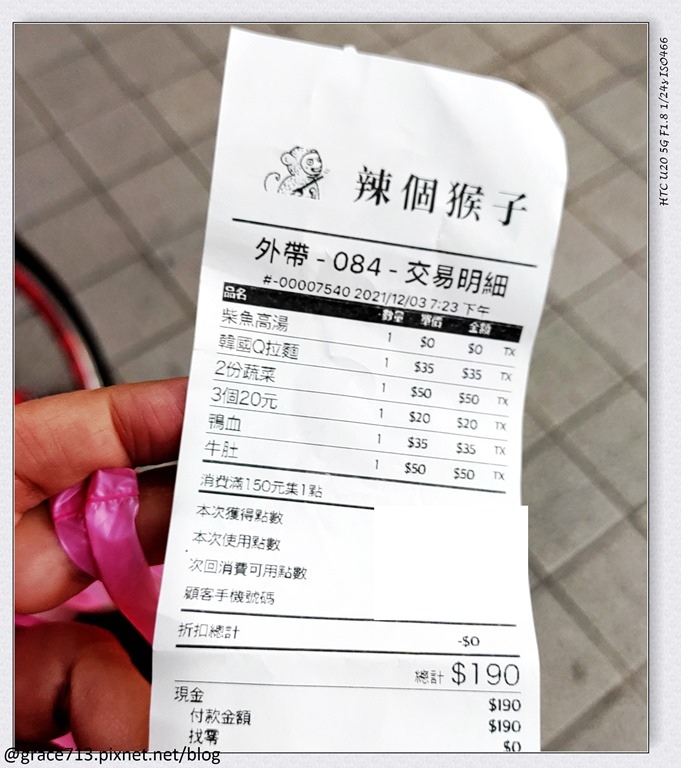 辣個猴子
外帶 - 084 - 交易明細
#-00007540 2021/12/03 7:23 下午
品名 數量 單價 金額
柴魚高湯 1 $0 $0 TX
韓國Q拉麵 1 $35 $35 TX
2份蔬菜 1 $50 $50 TX
3個20元 1 $20 $20 TX
鴨血 1 $35 $35 TX
牛肚 1 $50 $50 TX
消費滿150元集1點
本次獲得點數
本次使用點數
次回消費可用點數
顧客手機號碼
折扣總計 -$0
總計 $190
現金 $190
付款金額 $190
找零 $0
@grace713.pixnet.net/blog
HTC U20 5G F1.8 1/24s ISO466